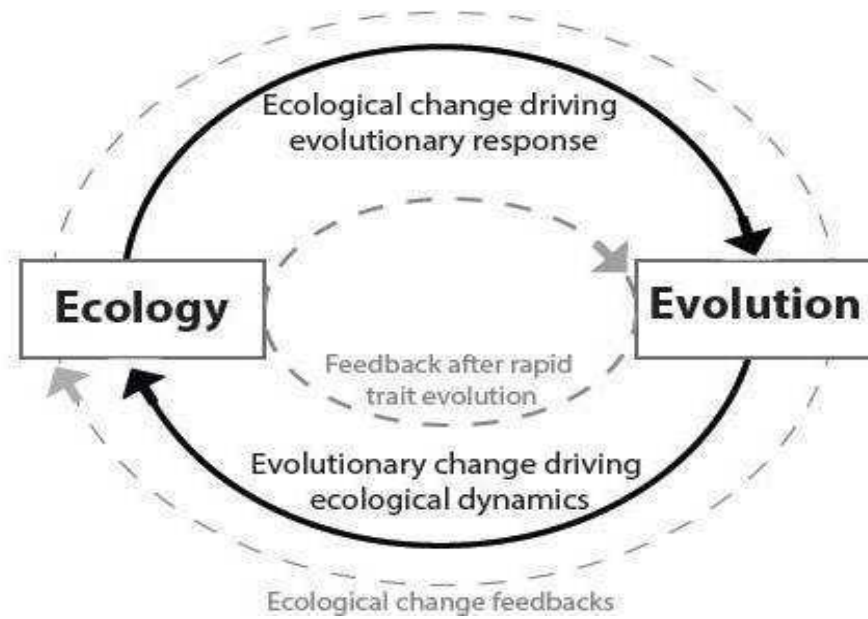 Ecological change driving
evolutionary response
Ecology
Evolution
Feedback after rapid
trait evolution
Evolutionary change driving
ecological dynamics
Ecological change feedbacks